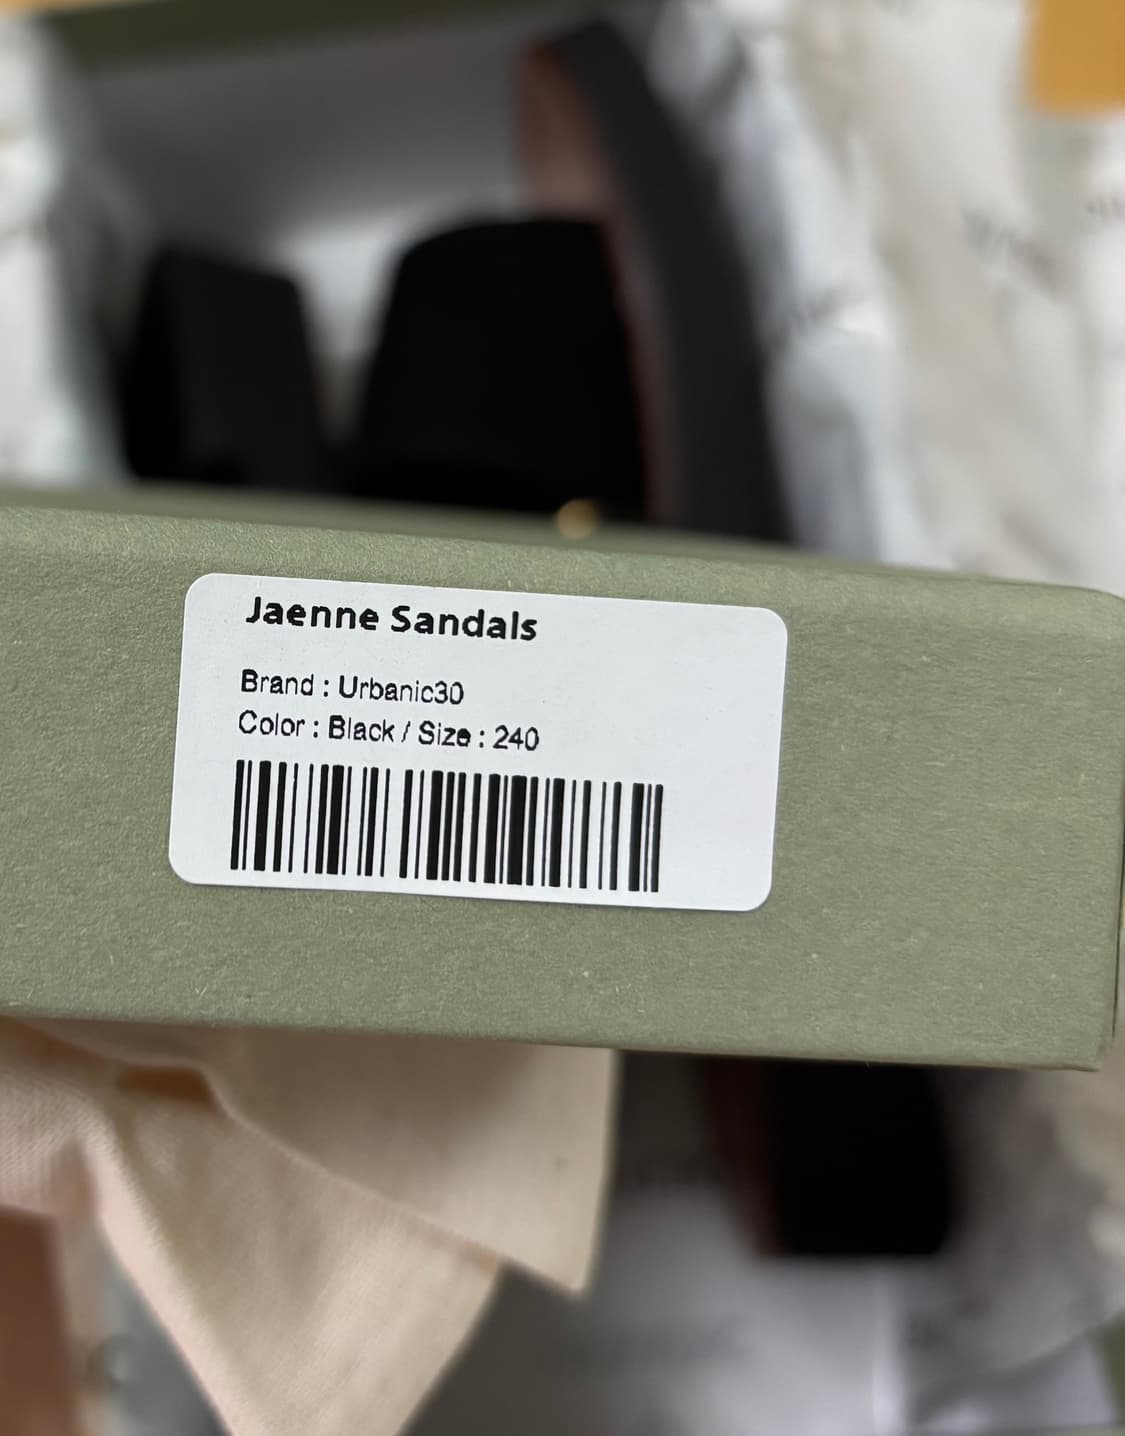 Jaenne Sandals
Brand : Urbanic30
Color : Black / Size : 240